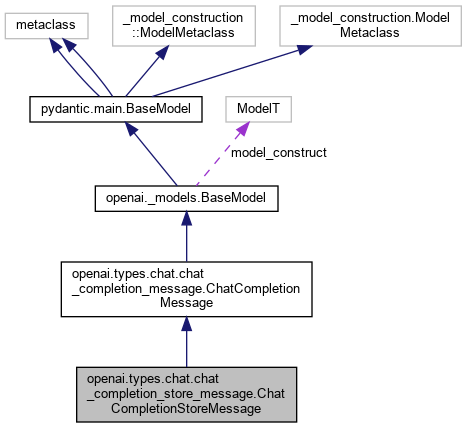 metaclass
_model_construction
::ModelMetaclass
_model_construction.Model
Metaclass
pydantic.main.BaseModel
ModelT
model_construct
openai._models.BaseModel
openai.types.chat.chat
_completion_message.ChatCompletion
Message
openai.types.chat.chat
_completion_store_message.Chat
CompletionStoreMessage